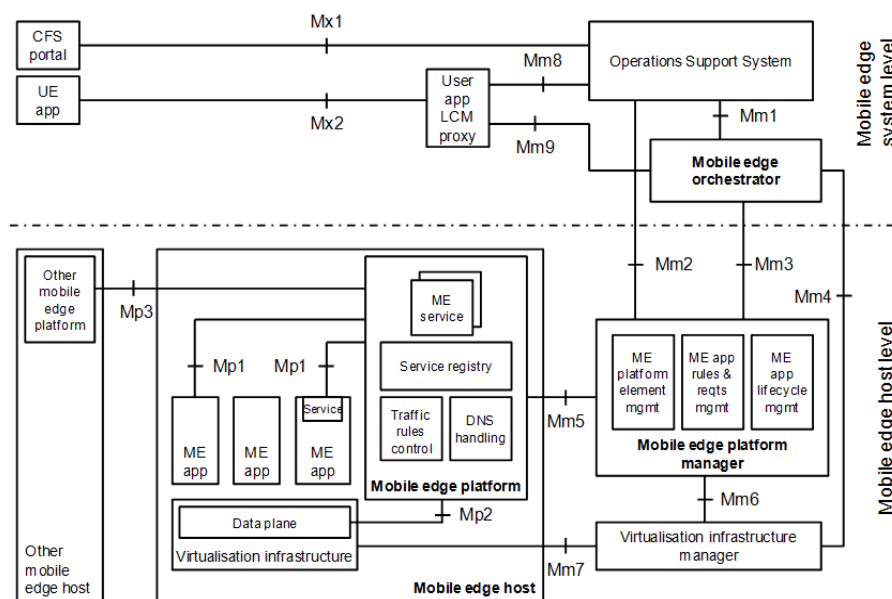 Mx1
CFS
portal
Mm8
Operations Support System
UE
app
User
app
LCM
proxy
Mx2
Mm9
Mm1
Mobile edge
orchestrator
Mobile edge
system level
Other
mobile
edge
platform
Mp3
ME
service
Mm2
Mm3
Mm4
Mp1
Mp1
Service registry
ME
platform
element
mgmt
ME app
rules &
reqts
mgmt
ME
app
lifecycle
mgmt
Service
ME
app
ME
app
ME
app
Traffic
rules
control
DNS
handling
Mm5
Mobile edge platform
manager
Mobile edge platform
Mp2
Mm6
Data plane
Virtualisation infrastructure
Virtualisation infrastructure
manager
Mm7
Other
mobile
edge host
Mobile edge host
Mobile edge host level